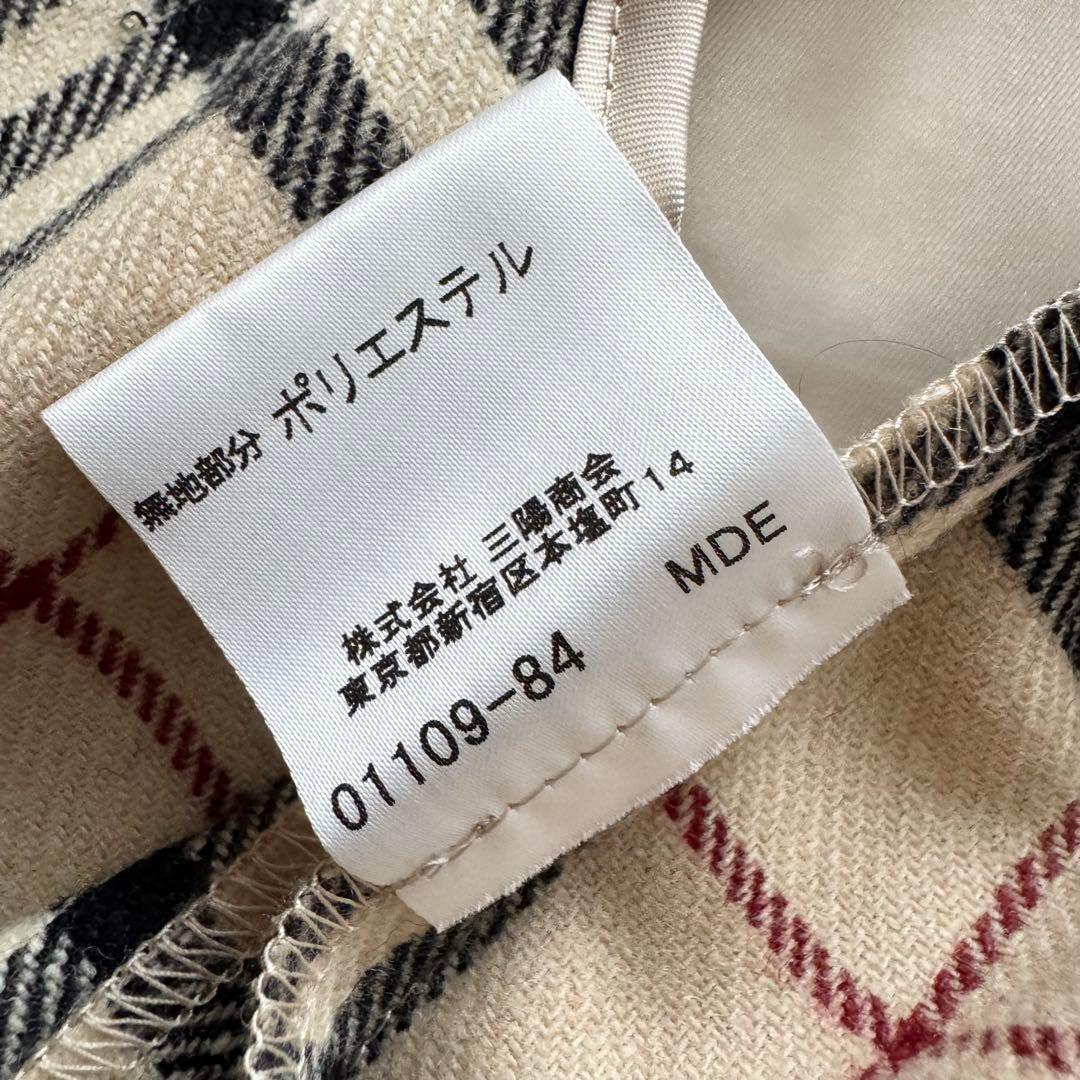 無地部分 ポリエステル
株式会社 三陽商会
東京都新宿区本塩町14
MDE
01109-84